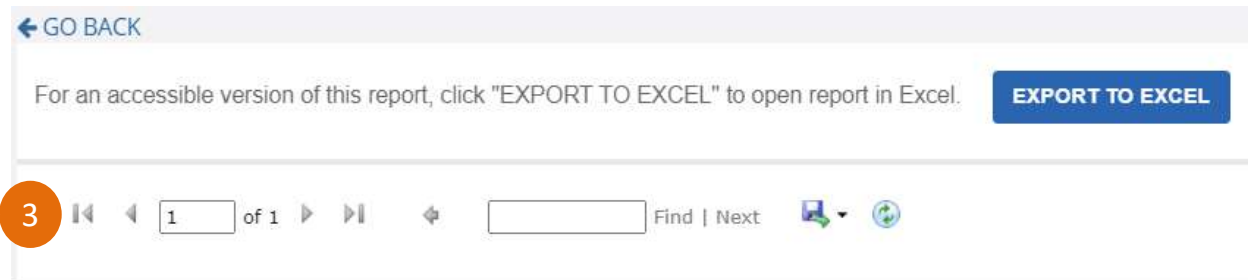 GO BACK
For an accessible version of this report, click "EXPORT TO EXCEL" to open report in Excel. EXPORT TO EXCEL
3 1 of 1 Find | Next